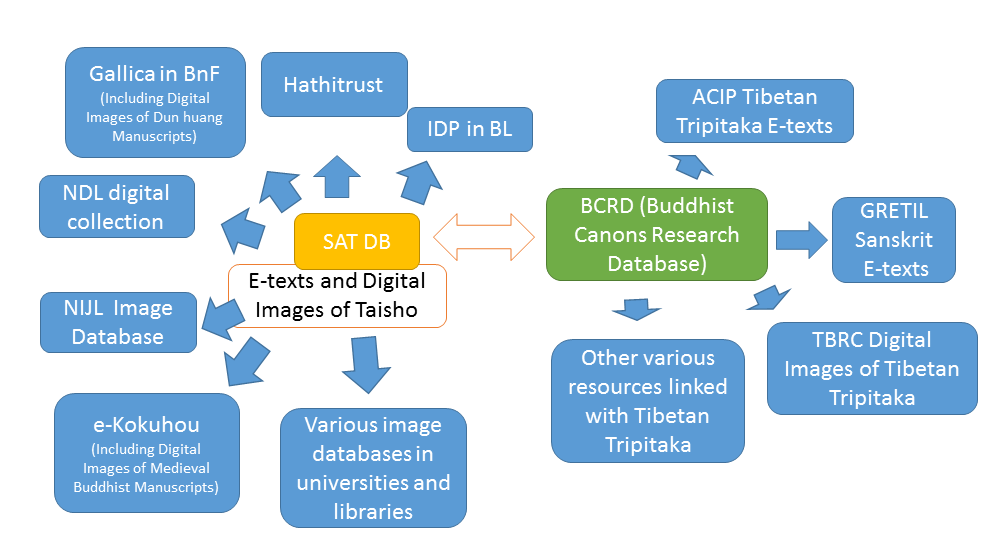 Gallica in BnF
(Including Digital
Images of Dun huang
Manuscripts)
Hathitrust
IDP in BL
ACIP Tibetan
Tripitaka E-texts
NDL digital
collection
SAT DB
E-texts and Digital
Images of Taisho
BCRD (Buddhist
Canons Research
Database)
GRETIL
Sanskrit
E-texts
NIJL  Image
Database
TBRC Digital
Images of Tibetan
Tripitaka
Other various
resources linked
with Tibetan
Tripitaka
e-Kokuhou
(Including Digital
Images of Medieval
Buddhist Manuscripts)
Various image
databases in
universities and
libraries